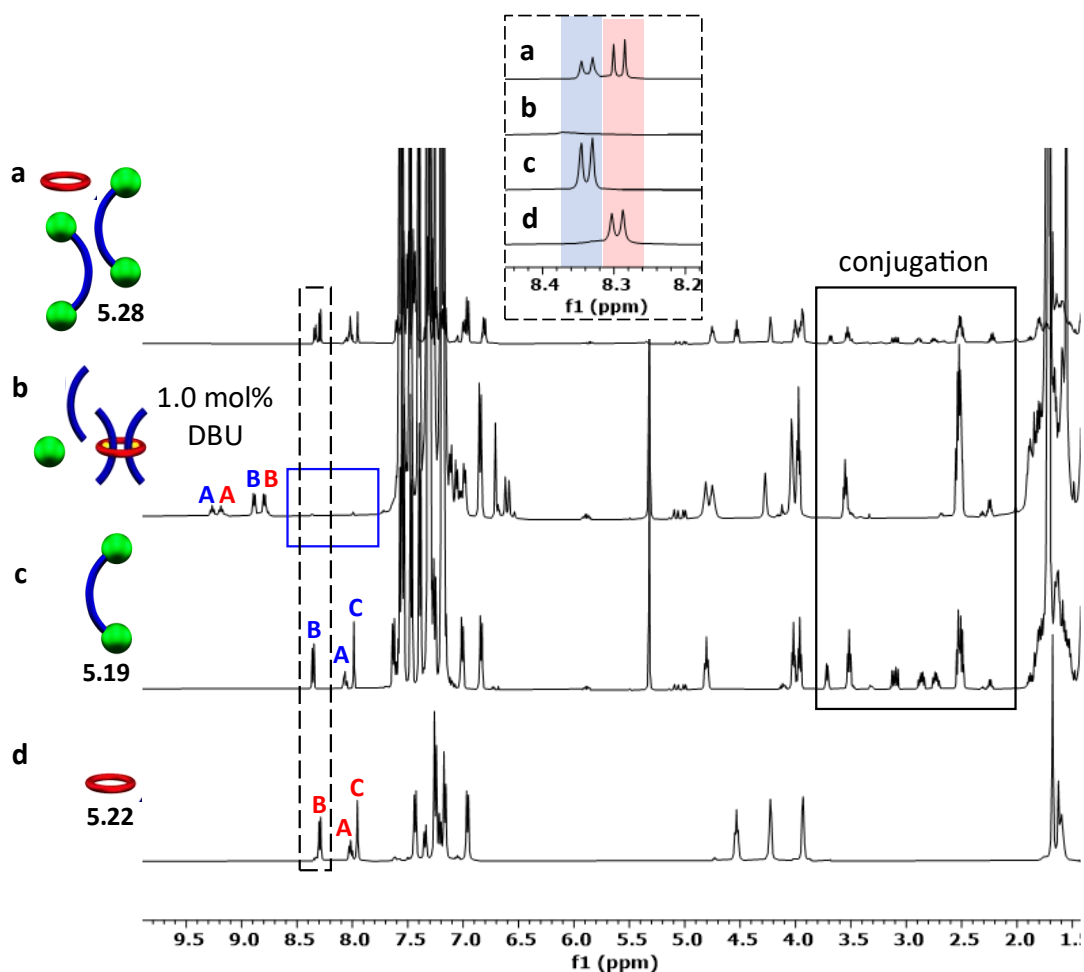 a
b
c
d
8.4 8.3 8.2
f1 (ppm)
a
5.28
conjugation
b
1.0 mol%
DBU
A A B B
c
5.19
B A C
d
5.22
B A C
9.5 9.0 8.5 8.0 7.5 7.0 6.5 6.0 5.5 5.0 4.5 4.0 3.5 3.0 2.5 2.0 1.5
f1 (ppm)